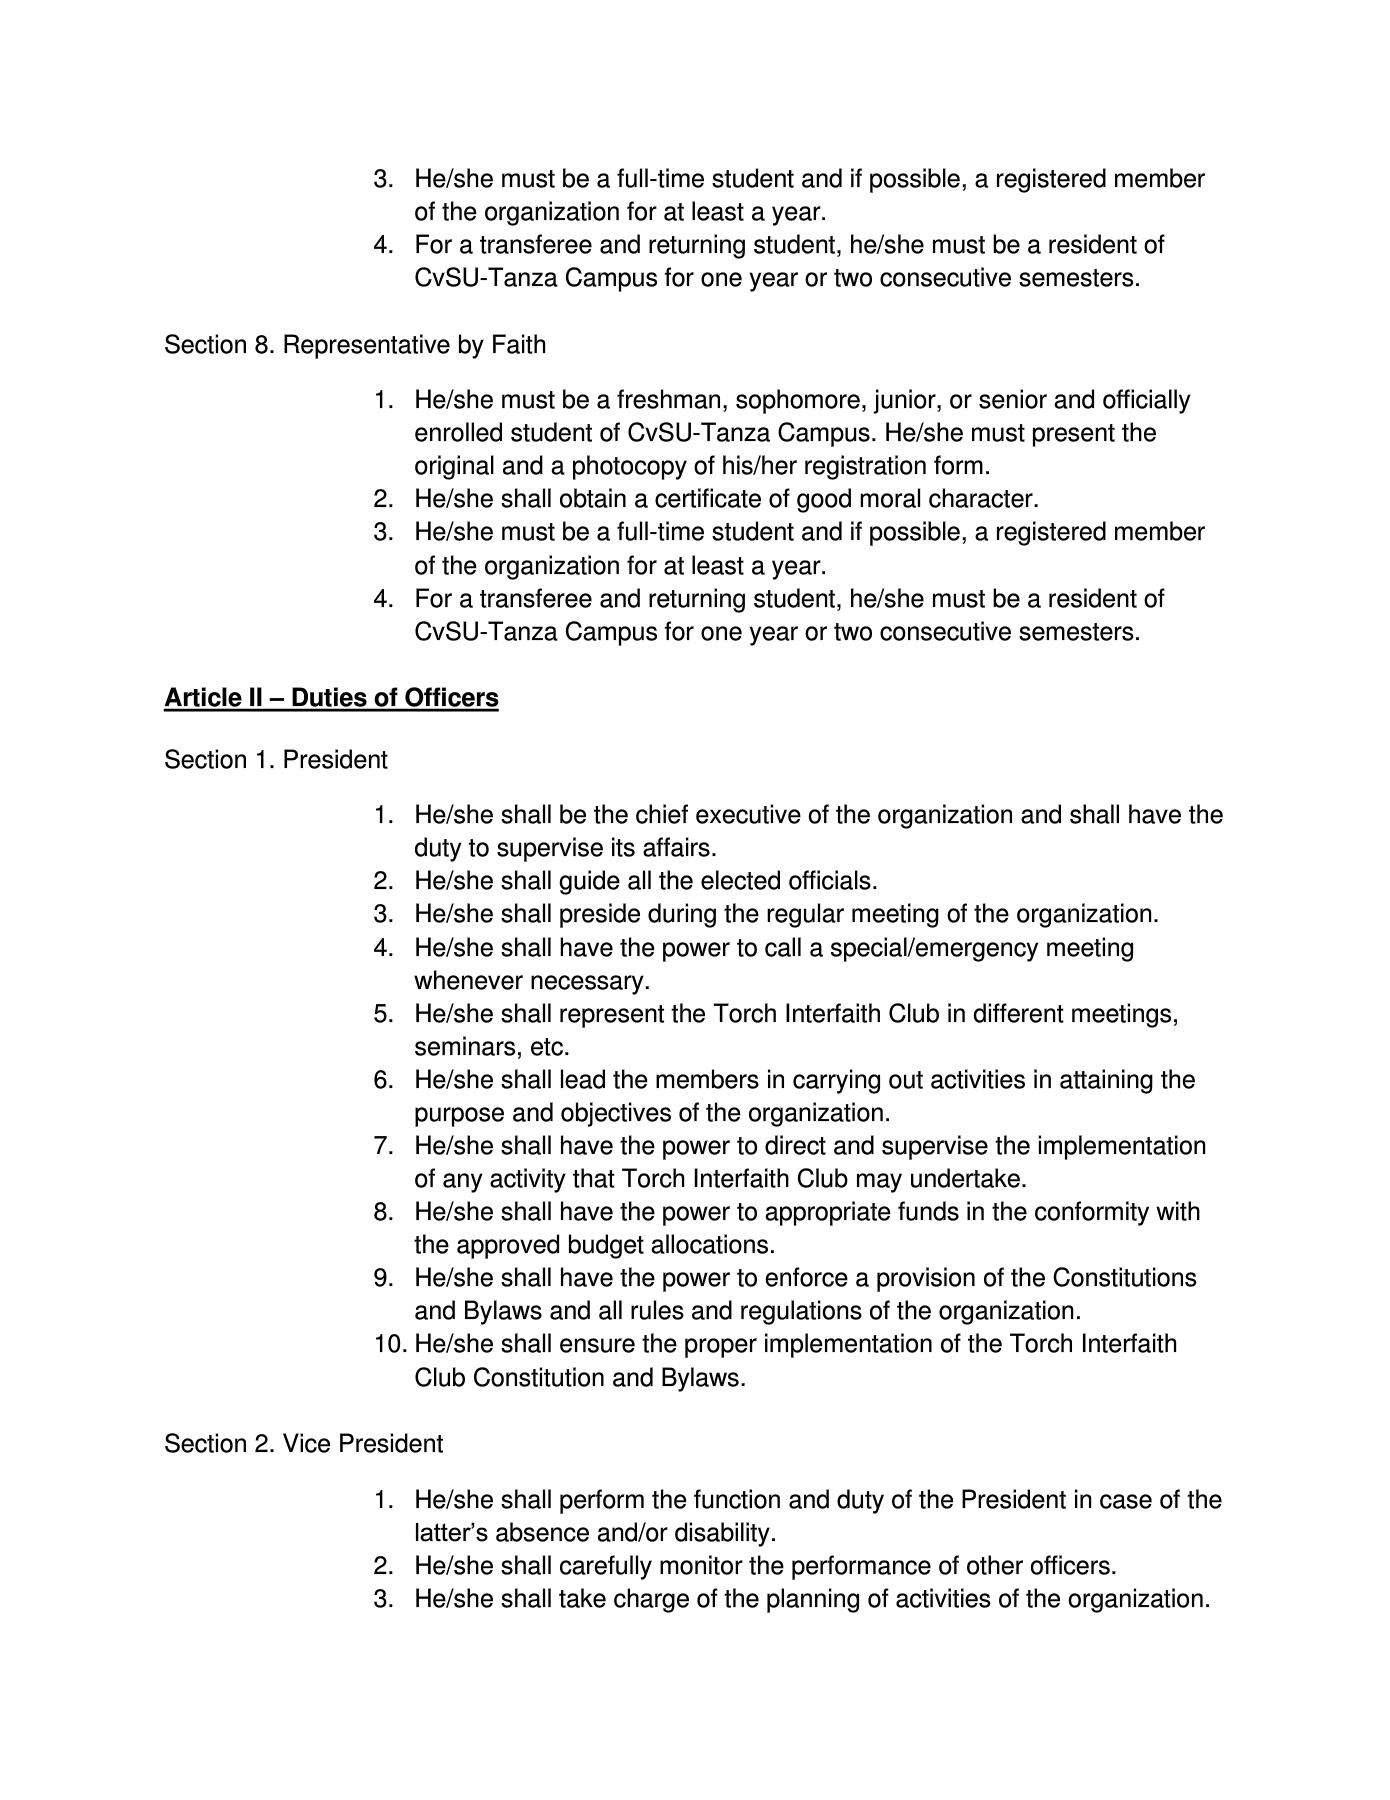 3. He/she must be a full-time student and if possible, a registered member
of the organization for at least a year.
4. For a transferee and returning student, he/she must be a resident of
CvSU-Tanza Campus for one year or two consecutive semesters.
Section 8. Representative by Faith
1. He/she must be a freshman, sophomore, junior, or senior and officially
enrolled student of CvSU-Tanza Campus. He/she must present the
original and a photocopy of his/her registration form.
2. He/she shall obtain a certificate of good moral character.
3. He/she must be a full-time student and if possible, a registered member
of the organization for at least a year.
4. For a transferee and returning student, he/she must be a resident of
CvSU-Tanza Campus for one year or two consecutive semesters.
Article II – Duties of Officers
Section 1. President
1. He/she shall be the chief executive of the organization and shall have the
duty to supervise its affairs.
2. He/she shall guide all the elected officials.
3. He/she shall preside during the regular meeting of the organization.
4. He/she shall have the power to call a special/emergency meeting
whenever necessary.
5. He/she shall represent the Torch Interfaith Club in different meetings,
seminars, etc.
6. He/she shall lead the members in carrying out activities in attaining the
purpose and objectives of the organization.
7. He/she shall have the power to direct and supervise the implementation
of any activity that Torch Interfaith Club may undertake.
8. He/she shall have the power to appropriate funds in the conformity with
the approved budget allocations.
9. He/she shall have the power to enforce a provision of the Constitutions
and Bylaws and all rules and regulations of the organization.
10. He/she shall ensure the proper implementation of the Torch Interfaith
Club Constitution and Bylaws.
Section 2. Vice President
1. He/she shall perform the function and duty of the President in case of the
latter’s absence and/or disability.
2. He/she shall carefully monitor the performance of other officers.
3. He/she shall take charge of the planning of activities of the organization.